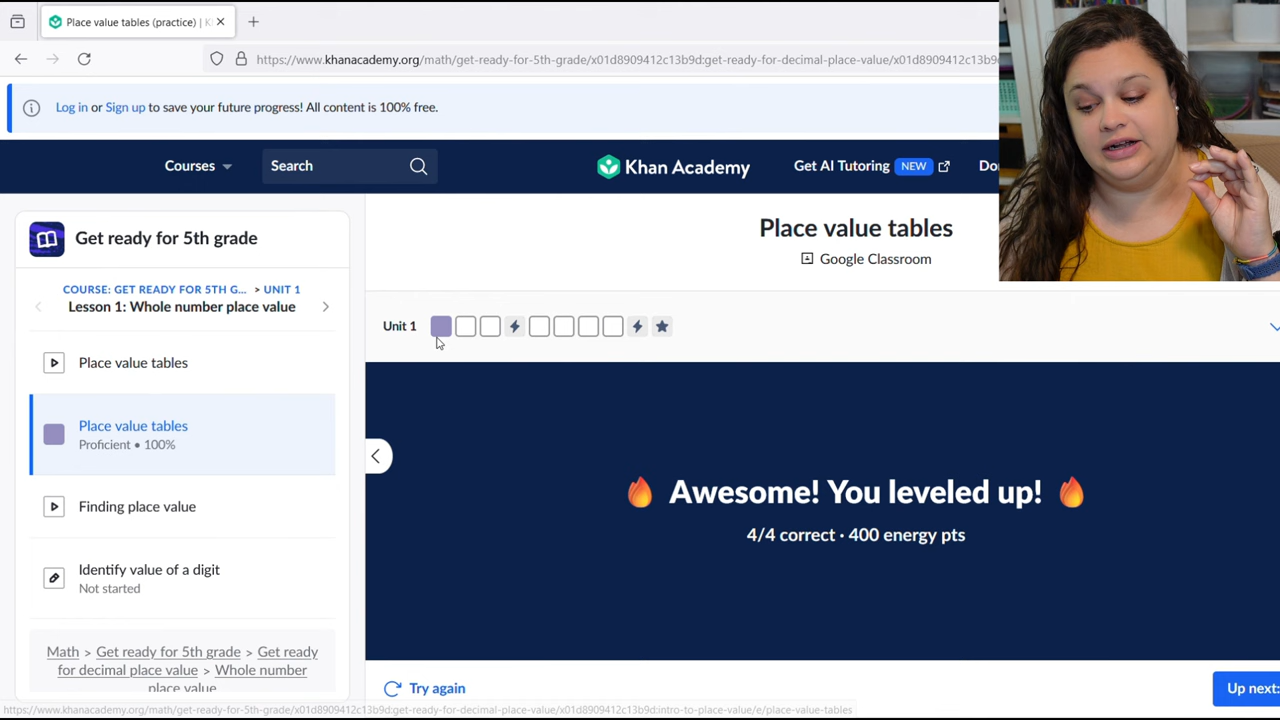 Place value tables (practice) | K
https://www.khanacademy.org/math/get-ready-for-5th-grade/x01d8909412c13b9d:get-ready-for-decimal-place-value/x01d8909412c13b9d
Log in or Sign up to save your future progress! All content is 100% free.
Courses
Search
Khan Academy
Get AI Tutoring NEW
Do
Get ready for 5th grade
COURSE: GET READY FOR 5TH G... > UNIT 1
Lesson 1: Whole number place value
Place value tables
Place value tables
Proficient • 100%
Finding place value
Identify value of a digit
Not started
Math > Get ready for 5th grade > Get ready
for decimal place value > Whole number
place value
Place value tables
Google Classroom
Unit 1
Awesome! You leveled up!
4/4 correct · 400 energy pts
Try again
Up next:
https://www.khanacademy.org/math/get-ready-for-5th-grade/x01d8909412c13b9d:get-ready-for-decimal-place-value/x01d8909412c13b9d:intro-to-place-value/e/place-value-tables